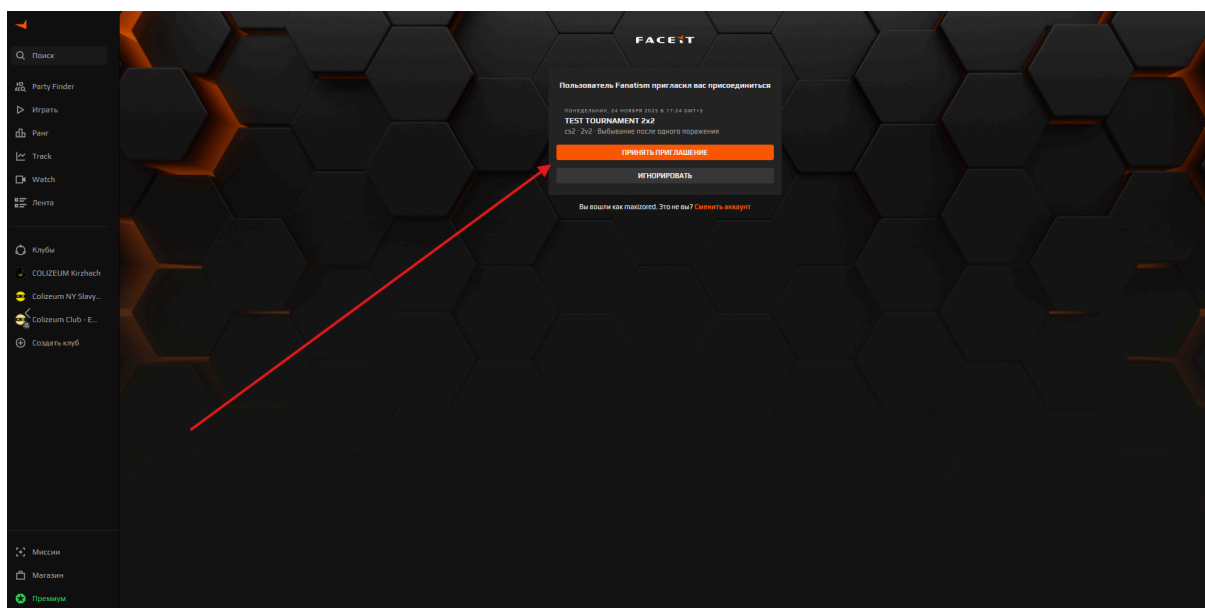 FACEIT
Поиск
Party Finder
Играть
Ранг
Track
Watch
Лента
Клубы
COLIZEUM Kirzhach
Colizeum NY Slavy...
Colizeum Club - E...
Создать клуб
Миссии
Магазин
Премиум
Пользователь Fanatism пригласил вас присоединиться
ПОНЕДЕЛЬНИК, 24 НОЯБРЯ 2025 В 17:24 GMT+3
TEST TOURNAMENT 2x2
cs2 · 2v2 · Выбывание после одного поражения
ПРИНЯТЬ ПРИГЛАШЕНИЕ
ИГНОРИРОВАТЬ
Вы вошли как maxizored. Это не вы? Сменить аккаунт